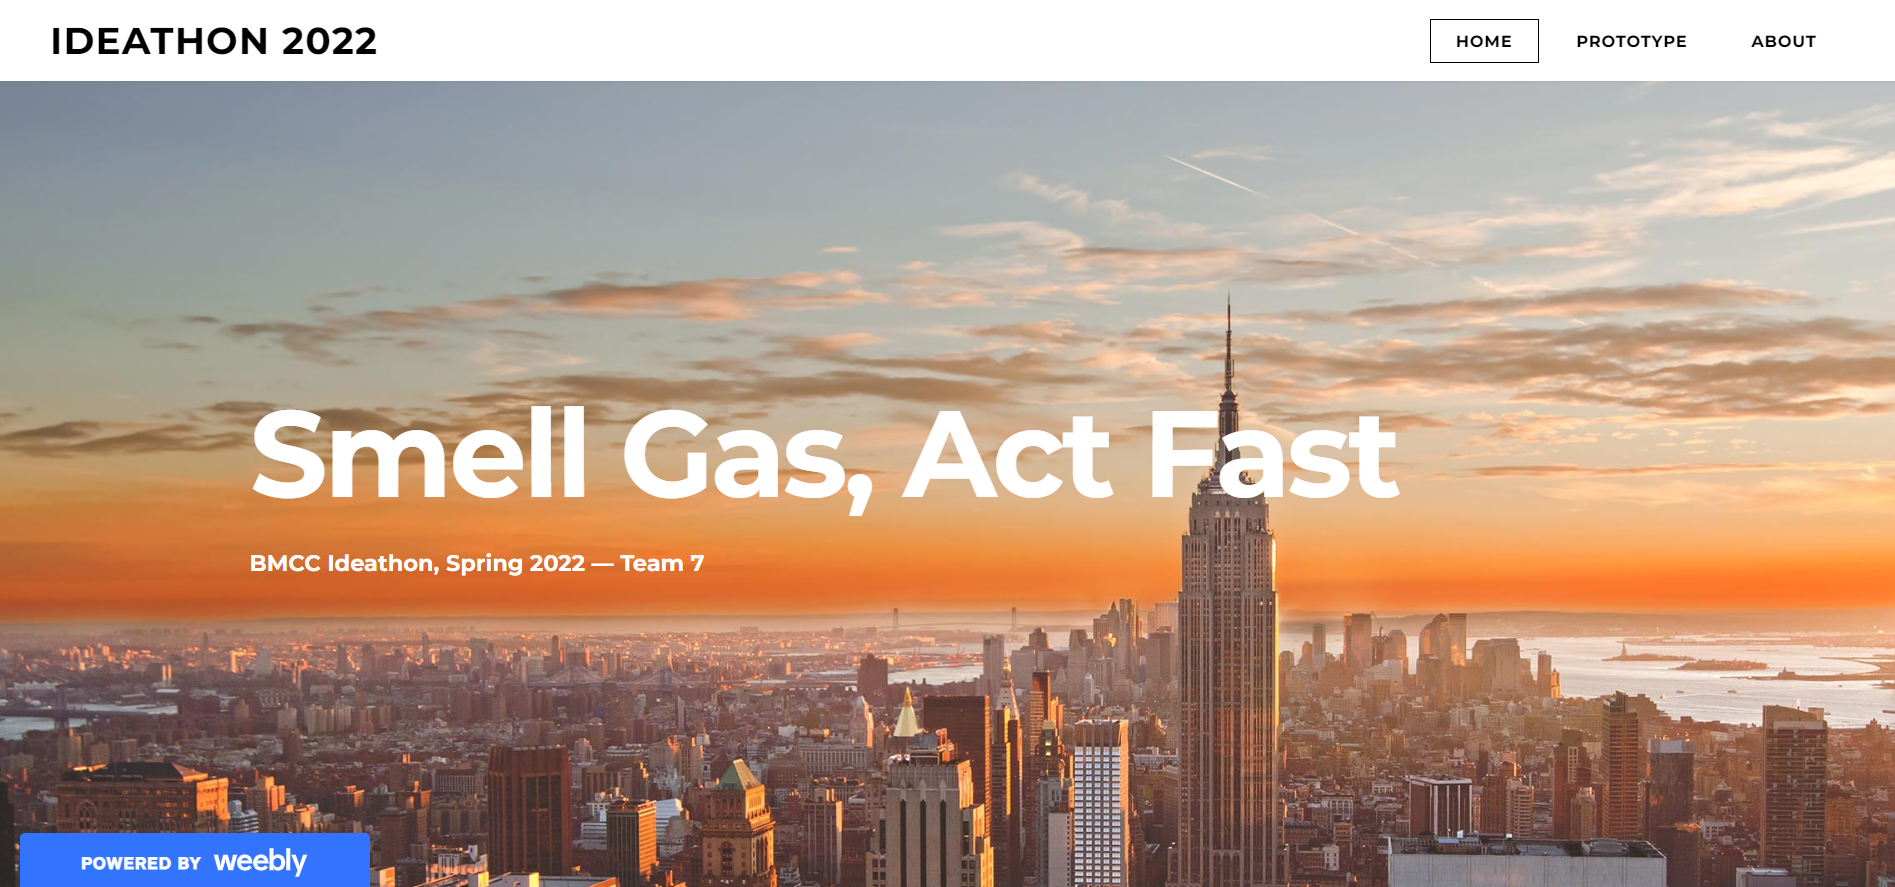 IDEATHON 2022
HOME
PROTOTYPE
ABOUT
Smell Gas, Act Fast
BMCC Ideathon, Spring 2022 — Team 7
POWERED BY weebly